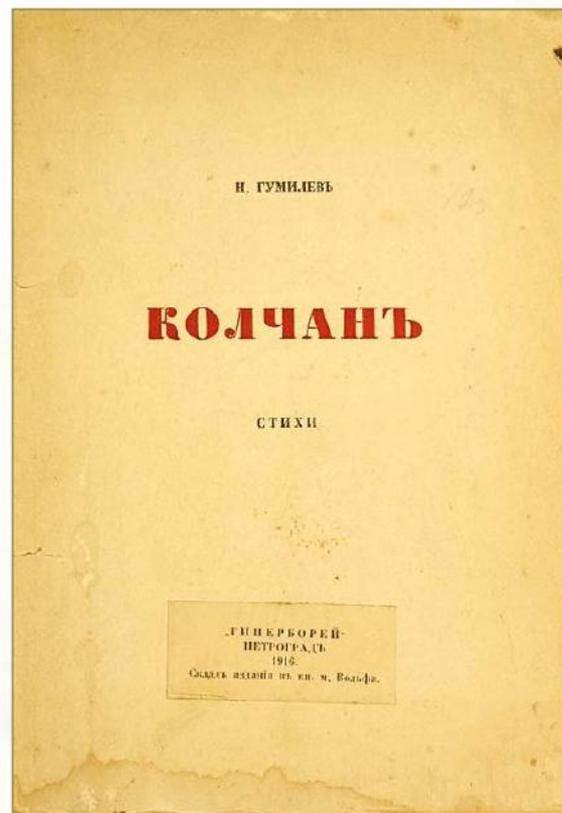 Н. ГУМИЛЕВЪ
КОЛЧАНЪ
СТИХИ
„ГИПЕРБОРЕЙ“
ПЕТРОГРАДЪ
1916.
Складъ изданія въ кн. м. Вольфа.